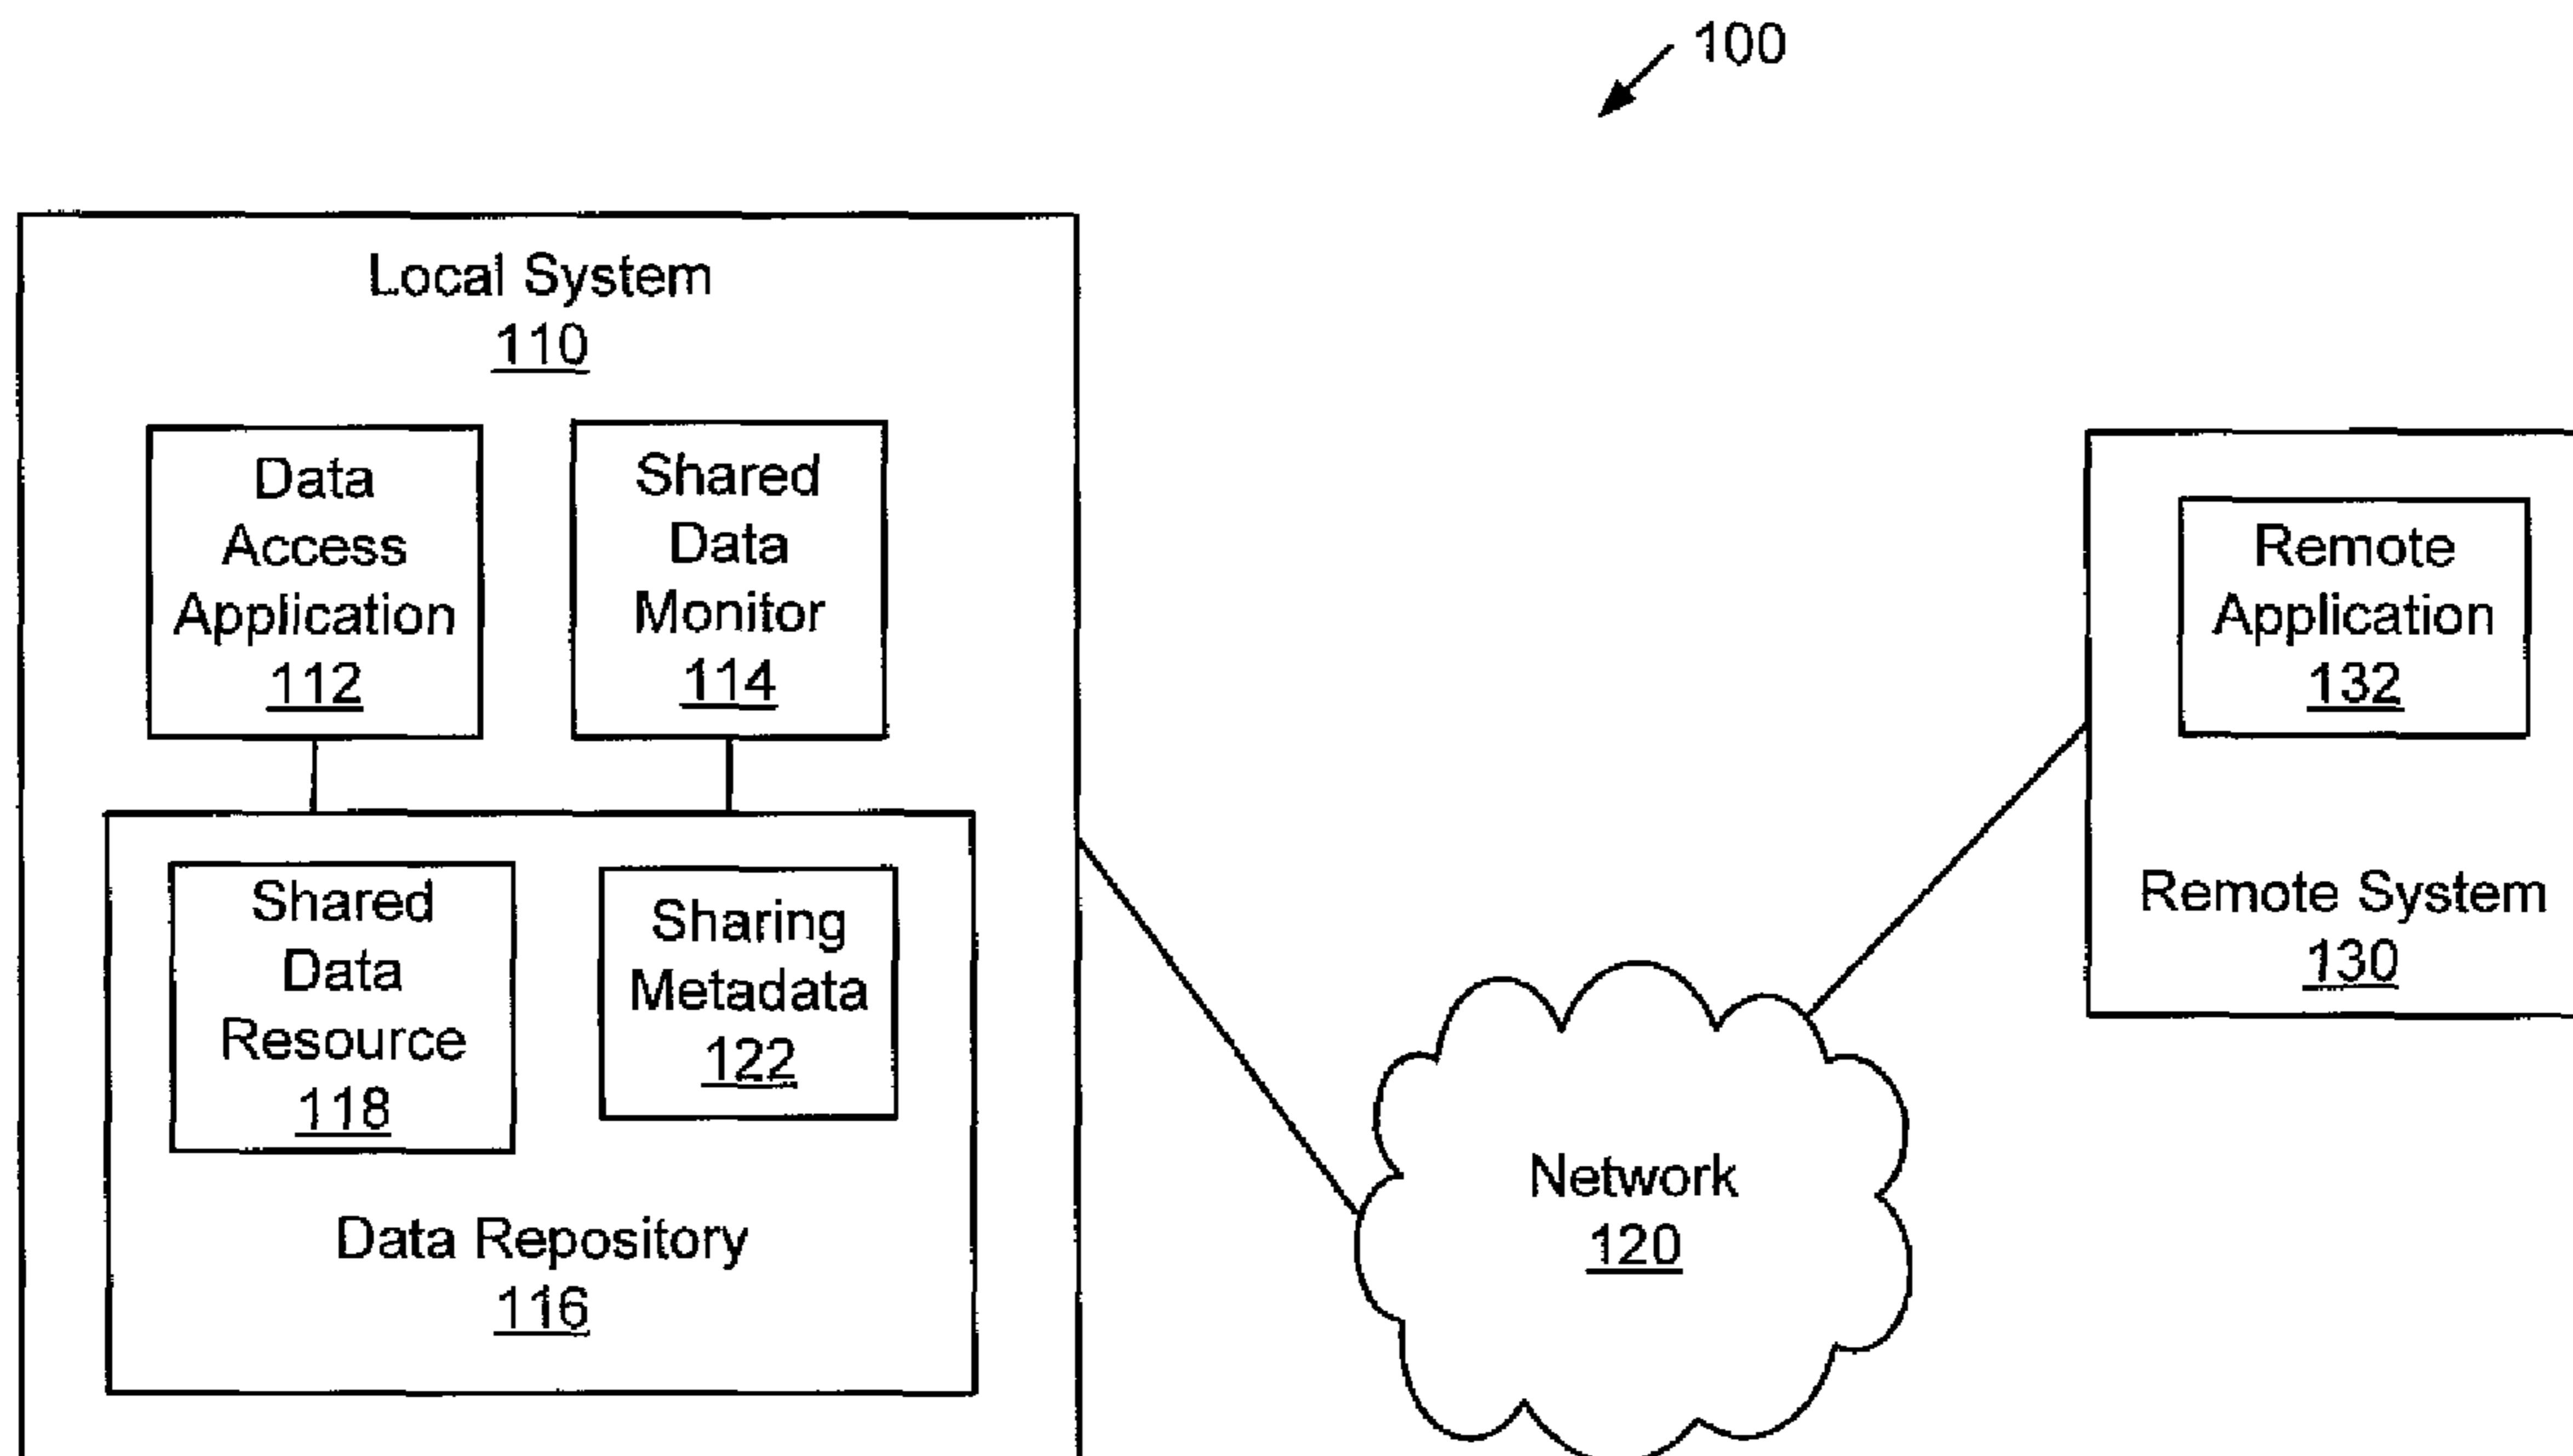 100
Local System
110
Data
Access
Application
112
Shared
Data
Monitor
114
Shared
Data
Resource
118
Sharing
Metadata
122
Data Repository
116
Network
120
Remote
Application
132
Remote System
130